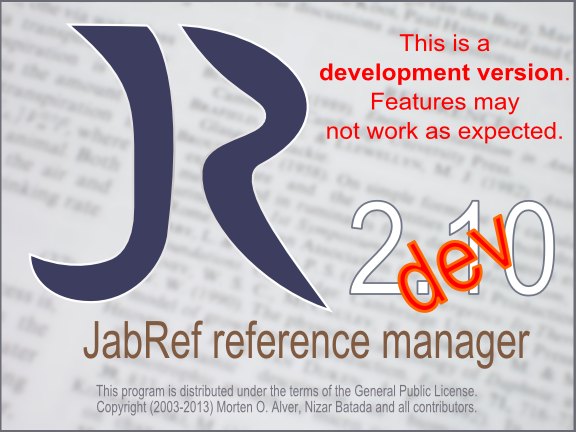 This is a
development version.
Features may
not work as expected.
JR
2.10
dev
JabRef reference manager
This program is distributed under the terms of the General Public License.
Copyright (2003-2013) Morten O. Alver, Nizar Batada and all contributors.